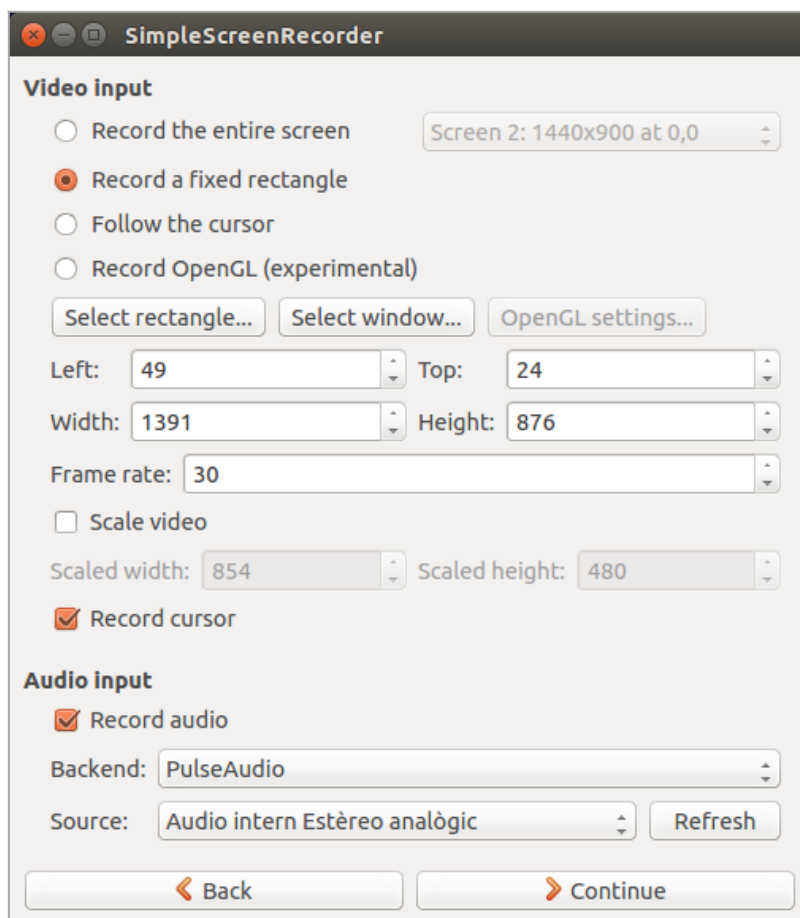 SimpleScreenRecorder
Video input
Record the entire screen Screen 2: 1440x900 at 0,0
Record a fixed rectangle
Follow the cursor
Record OpenGL (experimental)
Select rectangle... Select window... OpenGL settings...
Left: 49 Top: 24
Width: 1391 Height: 876
Frame rate: 30
Scale video
Scaled width: 854 Scaled height: 480
Record cursor
Audio input
Record audio
Backend: PulseAudio
Source: Audio intern Estèreo analògic Refresh
Back Continue